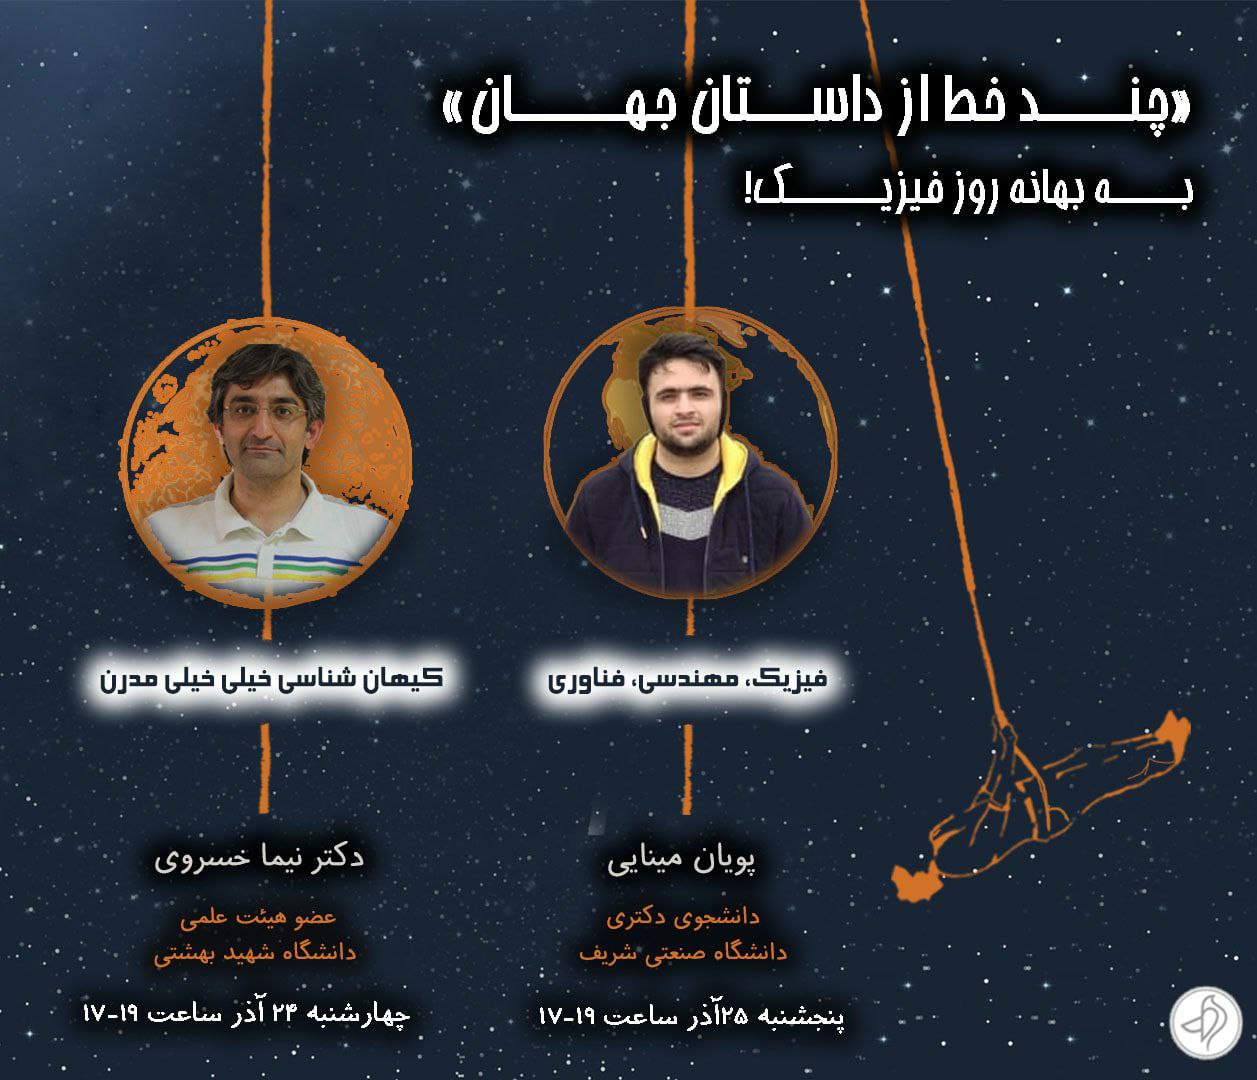 «چند خط از داستان جهان»
به بهانه روز فیزیک!
فیزیک، مهندسی، فناوری
پویان مینایی
دانشجوی دکتری
دانشگاه صنعتی شریف
پنجشنبه ۲۵آذر ساعت ۱۹-۱۷
کیهان شناسی خیلی خیلی مدرن
دکتر نیما خسروی
عضو هیئت علمی
دانشگاه شهید بهشتی
چهارشنبه ۲۴ آذر ساعت ۱۹-۱۷